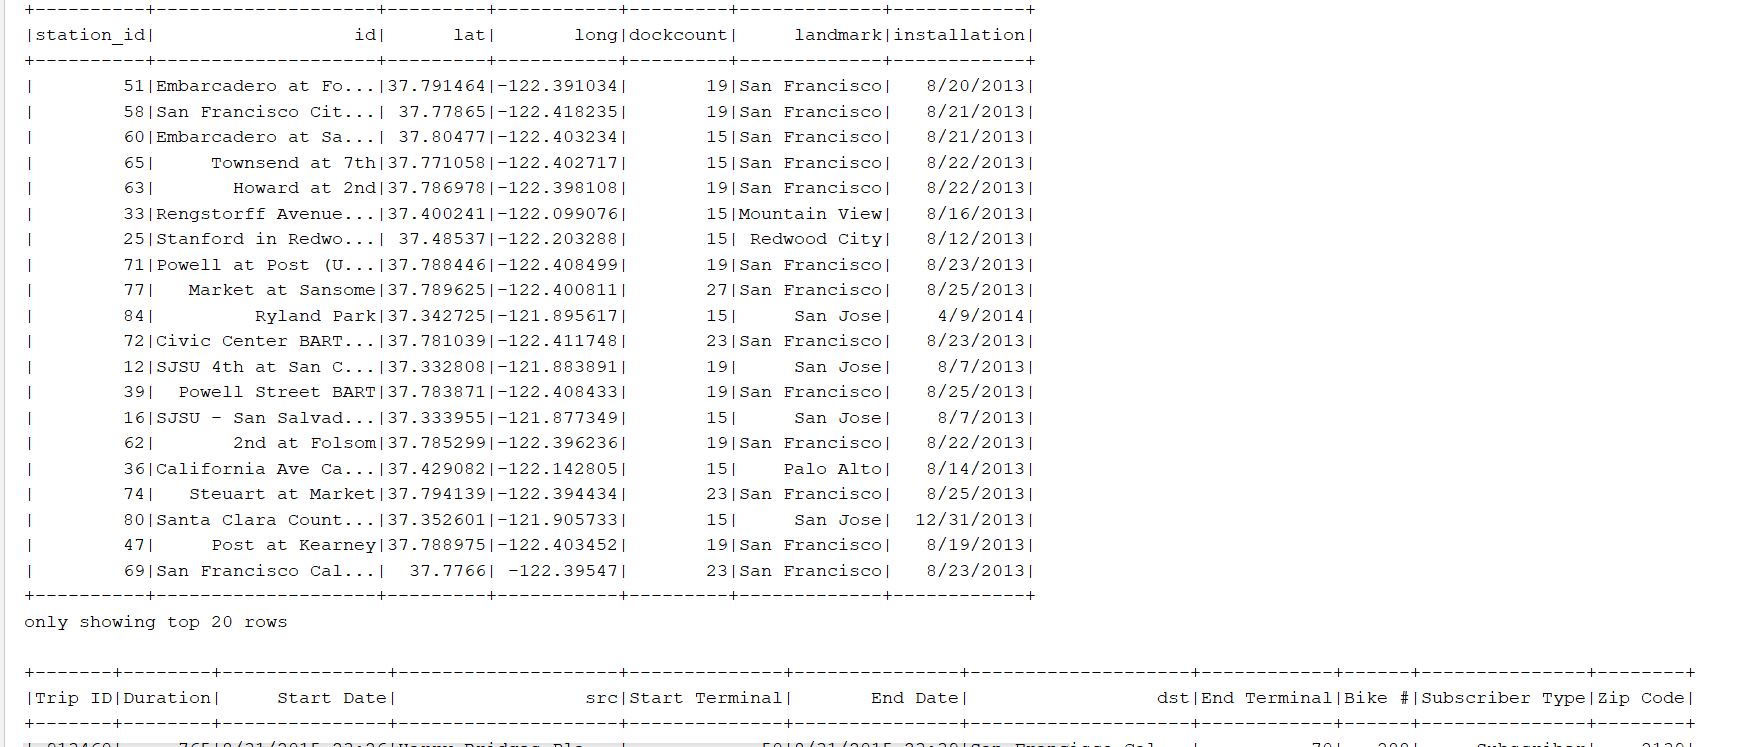 +----------+--------------------+---------+-----------+---------+-------------+------------+
|station_id|                  id|      lat|       long|dockcount|     landmark|installation|
+----------+--------------------+---------+-----------+---------+-------------+------------+
|        51|Embarcadero at Fo...|37.791464|-122.391034|       19|San Francisco|   8/20/2013|
|        58|San Francisco Cit...| 37.77865|-122.418235|       19|San Francisco|   8/21/2013|
|        60|Embarcadero at Sa...| 37.80477|-122.403234|       15|San Francisco|   8/21/2013|
|        65|     Townsend at 7th|37.771058|-122.402717|       15|San Francisco|   8/22/2013|
|        63|       Howard at 2nd|37.786978|-122.398108|       19|San Francisco|   8/22/2013|
|        33|Rengstorff Avenue...|37.400241|-122.099076|       15|Mountain View|   8/16/2013|
|        25|Stanford in Redwo...| 37.48537|-122.203288|       15| Redwood City|   8/12/2013|
|        71|Powell at Post (U...|37.788446|-122.408499|       19|San Francisco|   8/23/2013|
|        77|   Market at Sansome|37.789625|-122.400811|       27|San Francisco|   8/25/2013|
|        84|         Ryland Park|37.342725|-121.895617|       15|     San Jose|    4/9/2014|
|        72|Civic Center BART...|37.781039|-122.411748|       23|San Francisco|   8/23/2013|
|        12|SJSU 4th at San C...|37.332808|-121.883891|       19|     San Jose|    8/7/2013|
|        39|  Powell Street BART|37.783871|-122.408433|       19|San Francisco|   8/25/2013|
|        16|SJSU - San Salvad...|37.333955|-121.877349|       15|     San Jose|    8/7/2013|
|        62|       2nd at Folsom|37.785299|-122.396236|       19|San Francisco|   8/22/2013|
|        36|California Ave Ca...|37.429082|-122.142805|       15|    Palo Alto|   8/14/2013|
|        74|   Steuart at Market|37.794139|-122.394434|       23|San Francisco|   8/25/2013|
|        80|Santa Clara Count...|37.352601|-121.905733|       15|     San Jose|  12/31/2013|
|        47|     Post at Kearney|37.788975|-122.403452|       19|San Francisco|   8/19/2013|
|        69|San Francisco Cal...|  37.7766| -122.39547|       23|San Francisco|   8/23/2013|
+----------+--------------------+---------+-----------+---------+-------------+------------+
only showing top 20 rows
+-------+--------+---------------+--------------------+--------------+---------------+--------------------+------------+------+---------------+--------+
|Trip ID|Duration|     Start Date|                 src|Start Terminal|       End Date|                 dst|End Terminal|Bike #|Subscriber Type|Zip Code|
+-------+--------+---------------+--------------------+--------------+---------------+--------------------+------------+------+---------------+--------+